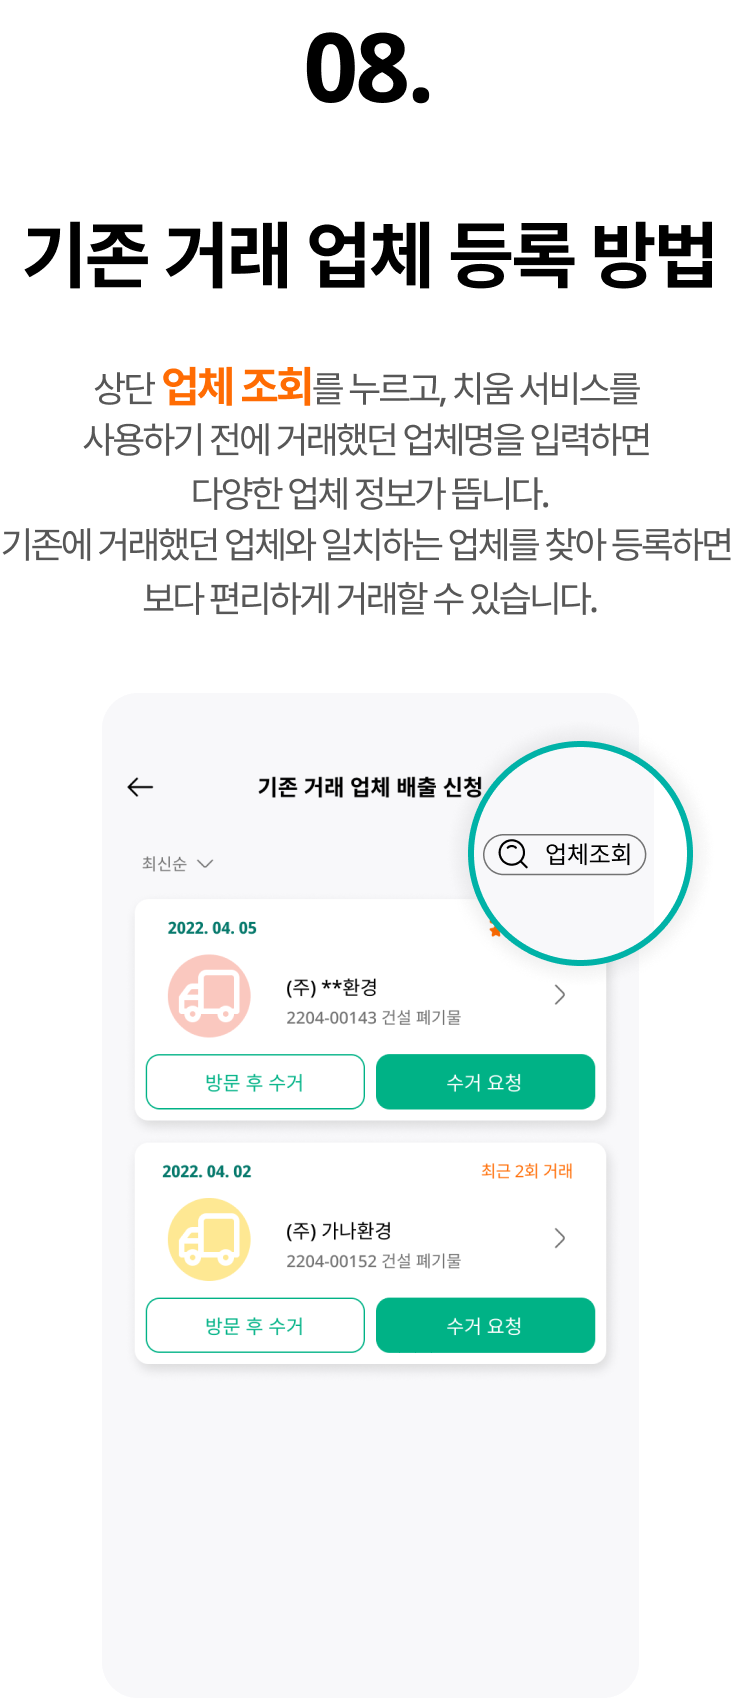 08.
기존 거래 업체 등록 방법
상단 업체 조회를 누르고, 치움 서비스를
사용하기 전에 거래했던 업체명을 입력하면
다양한 업체 정보가 뜹니다.
기존에 거래했던 업체와 일치하는 업체를 찾아 등록하면
보다 편리하게 거래할 수 있습니다.
기존 거래 업체 배출 신청
업체조회
최신순
2022. 04. 05
(주) **환경
2204-00143 건설 폐기물
방문 후 수거 수거 요청
2022. 04. 02 최근 2회 거래
(주) 가나환경
2204-00152 건설 폐기물
방문 후 수거 수거 요청